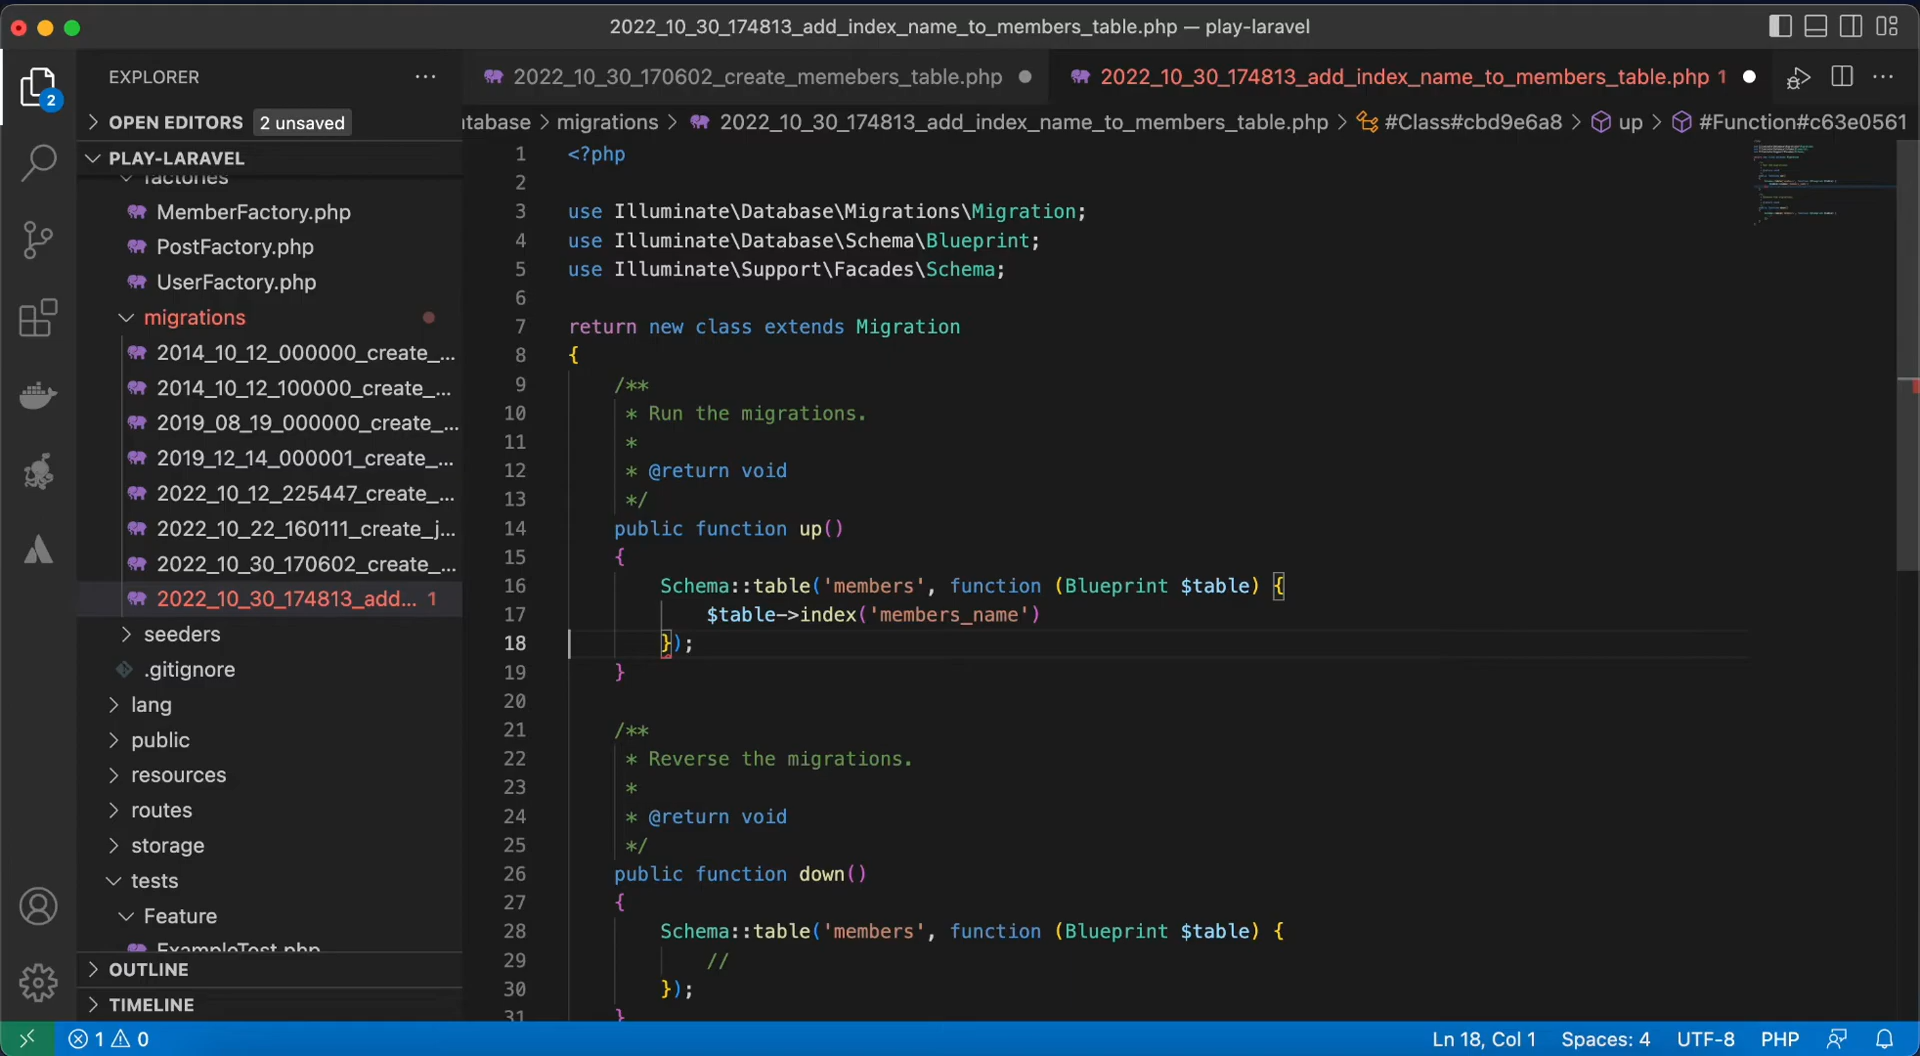 2022_10_30_174813_add_index_name_to_members_table.php — play-laravel
2
EXPLORER
OPEN EDITORS 2 unsaved
PLAY-LARAVEL
factories
MemberFactory.php
PostFactory.php
UserFactory.php
migrations
2014_10_12_000000_create_...
2014_10_12_100000_create_...
2019_08_19_000000_create_...
2019_12_14_000001_create_...
2022_10_12_225447_create_...
2022_10_22_160111_create_j...
2022_10_30_170602_create_...
2022_10_30_174813_add... 1
seeders
.gitignore
lang
public
resources
routes
storage
tests
Feature
ExampleTest.php
OUTLINE
TIMELINE
2022_10_30_170602_create_memebers_table.php
2022_10_30_174813_add_index_name_to_members_table.php 1
tabase > migrations > 2022_10_30_174813_add_index_name_to_members_table.php > #Class#cbd9e6a8 > up > #Function#c63e0561
1 <?php
2
3 use Illuminate\Database\Migrations\Migration;
4 use Illuminate\Database\Schema\Blueprint;
5 use Illuminate\Support\Facades\Schema;
6
7 return new class extends Migration
8 {
9 /**
10 * Run the migrations.
11 *
12 * @return void
13 */
14 public function up()
15 {
16 Schema::table('members', function (Blueprint $table) {
17 $table->index('members_name')
18 });
19 }
20
21 /**
22 * Reverse the migrations.
23 *
24 * @return void
25 */
26 public function down()
27 {
28 Schema::table('members', function (Blueprint $table) {
29 //
30 });
31 }
1 0
Ln 18, Col 1 Spaces: 4 UTF-8 PHP